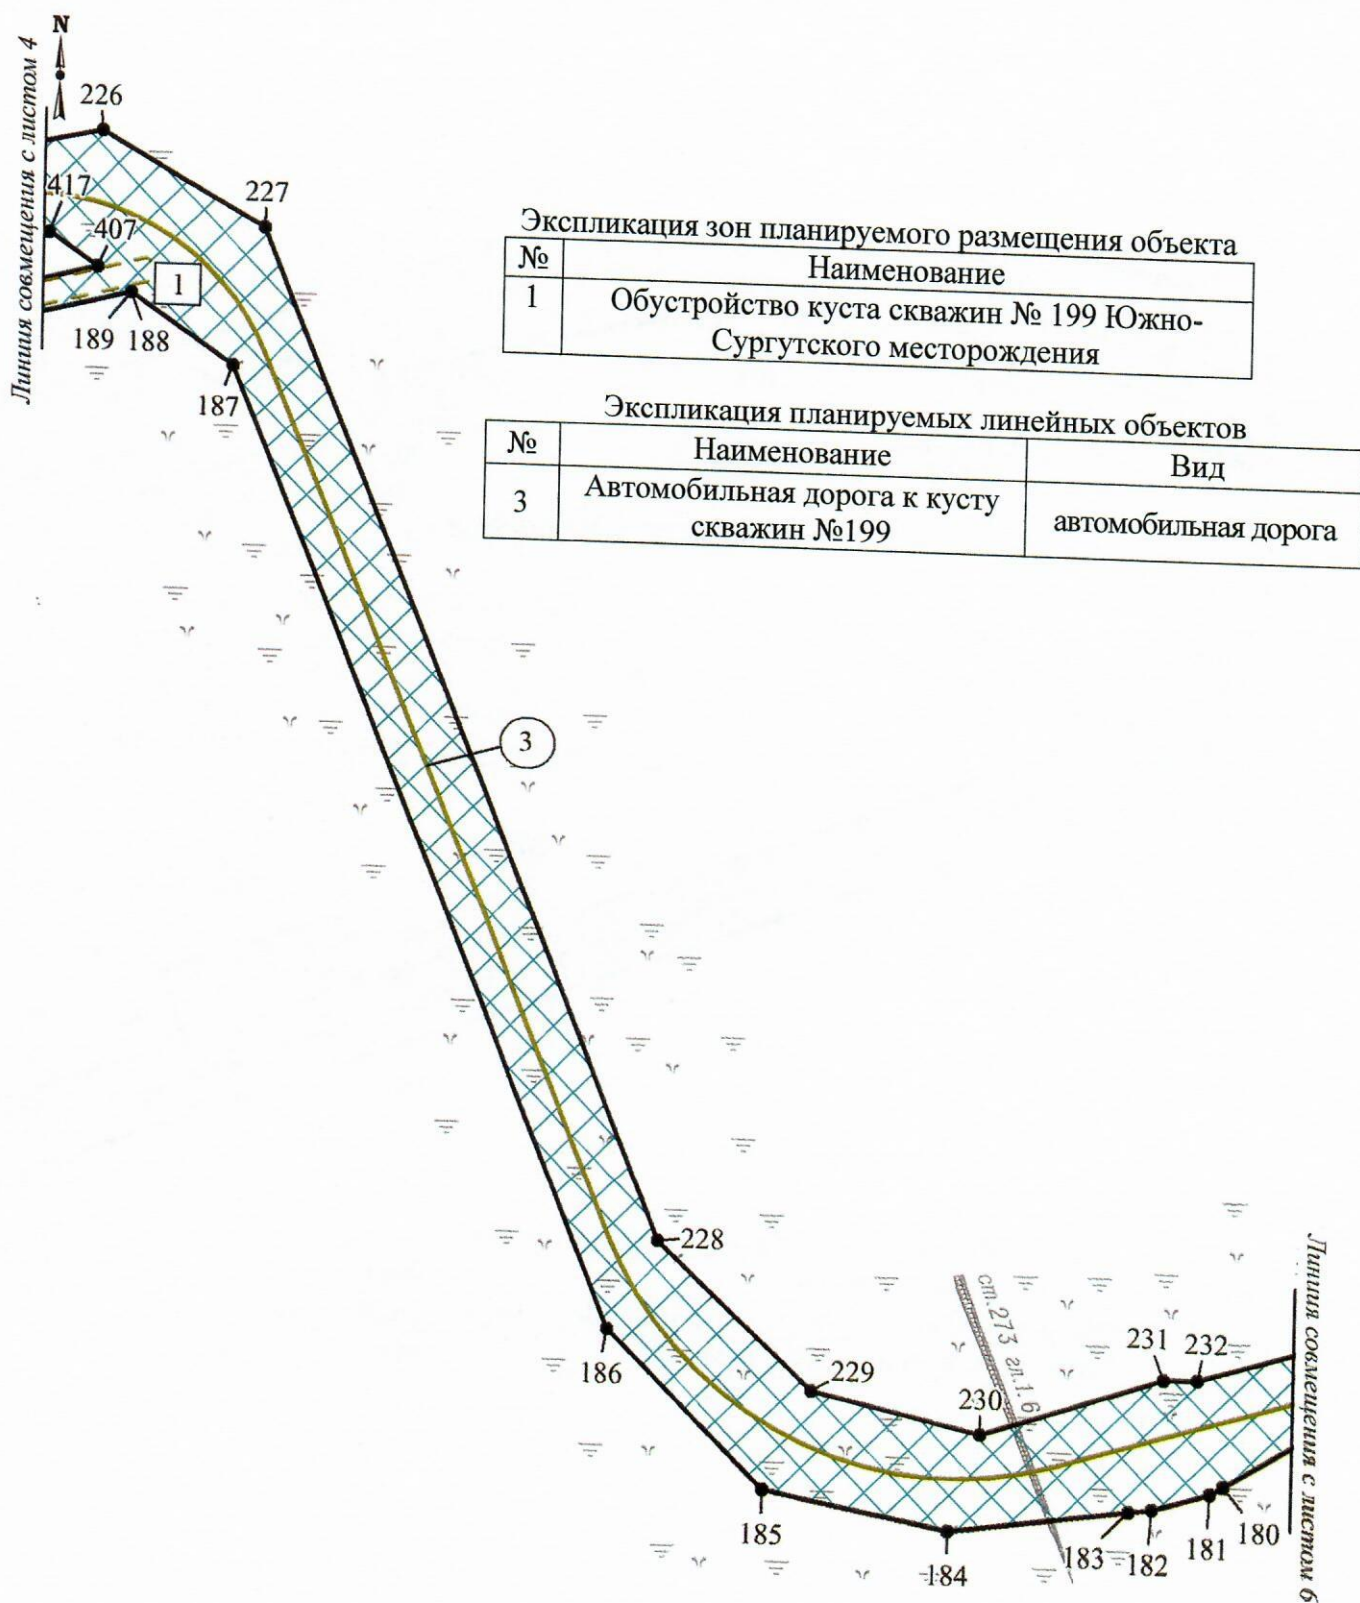 N
Линия совмещения с листом 4
226
417
227
407
1
189 188
187
Экспликация зон планируемого размещения объекта
№ Наименование
1 Обустройство куста скважин № 199 Южно-
Сургутского месторождения
Экспликация планируемых линейных объектов
№ Наименование Вид
3 Автомобильная дорога к кусту
скважин №199
автомобильная дорога
3
228
186
229
230
231
232
ст.273 гл.1.6
185
184
183
182
181
180
Линия совмещения с листом 6